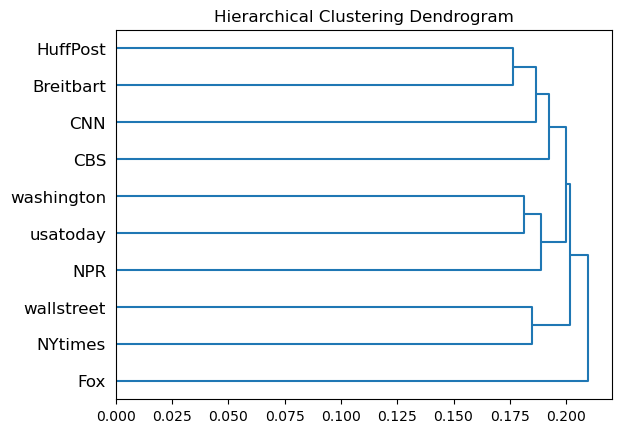 Hierarchical Clustering Dendrogram
HuffPost
Breitbart
CNN
CBS
washington
usatoday
NPR
wallstreet
NYtimes
Fox
0.000 0.025 0.050 0.075 0.100 0.125 0.150 0.175 0.200